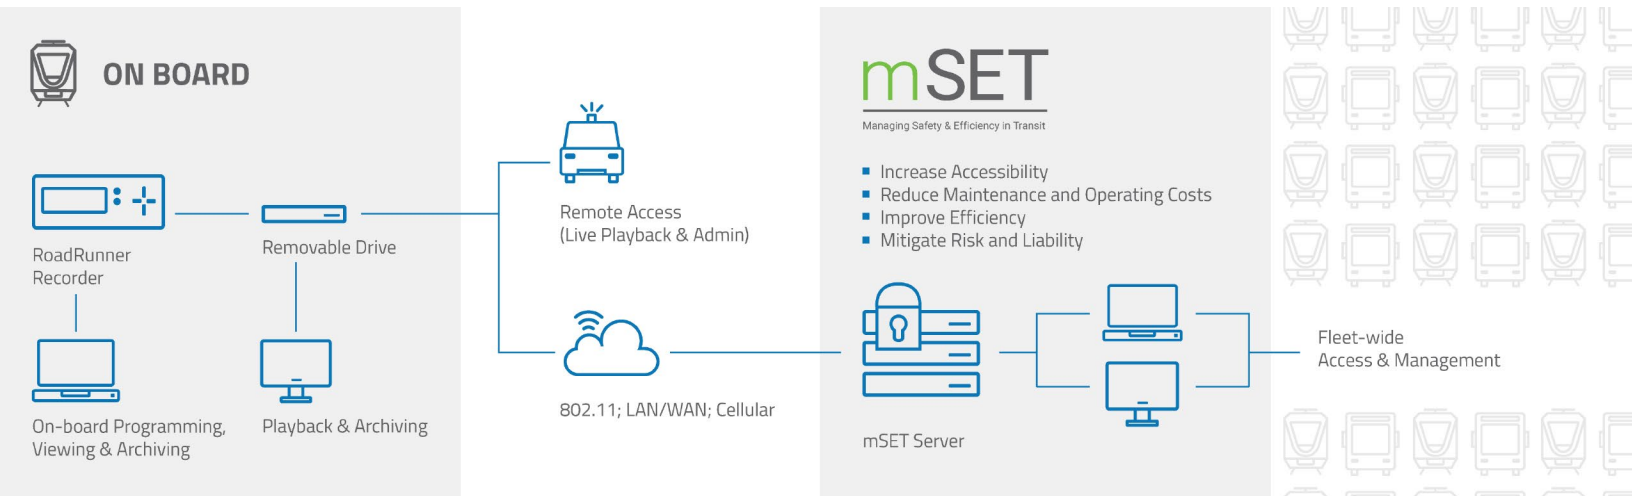 ON BOARD
RoadRunner
Recorder
Removable Drive
On-board Programming,
Viewing & Archiving
Playback & Archiving
Remote Access
(Live Playback & Admin)
802.11; LAN/WAN; Cellular
mSET
Managing Safety & Efficiency in Transit
Increase Accessibility
Reduce Maintenance and Operating Costs
Improve Efficiency
Mitigate Risk and Liability
mSET Server
Fleet-wide
Access & Management